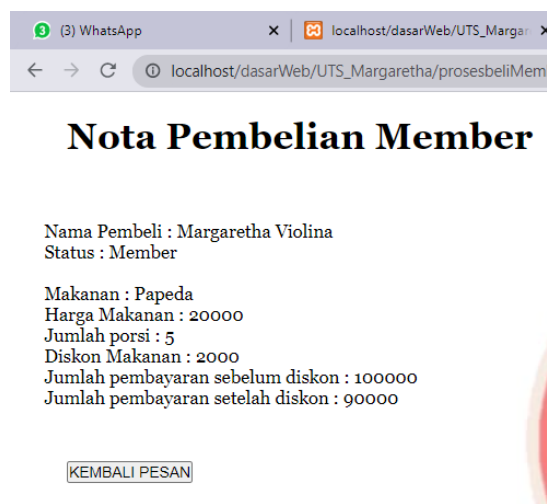 (3) WhatsApp
localhost/dasarWeb/UTS_Margar
localhost/dasarWeb/UTS_Margaretha/prosesbeliMem
Nota Pembelian Member
Nama Pembeli : Margaretha Violina
Status : Member
Makanan : Papeda
Harga Makanan : 20000
Jumlah porsi : 5
Diskon Makanan : 2000
Jumlah pembayaran sebelum diskon : 100000
Jumlah pembayaran setelah diskon : 90000
KEMBALI PESAN